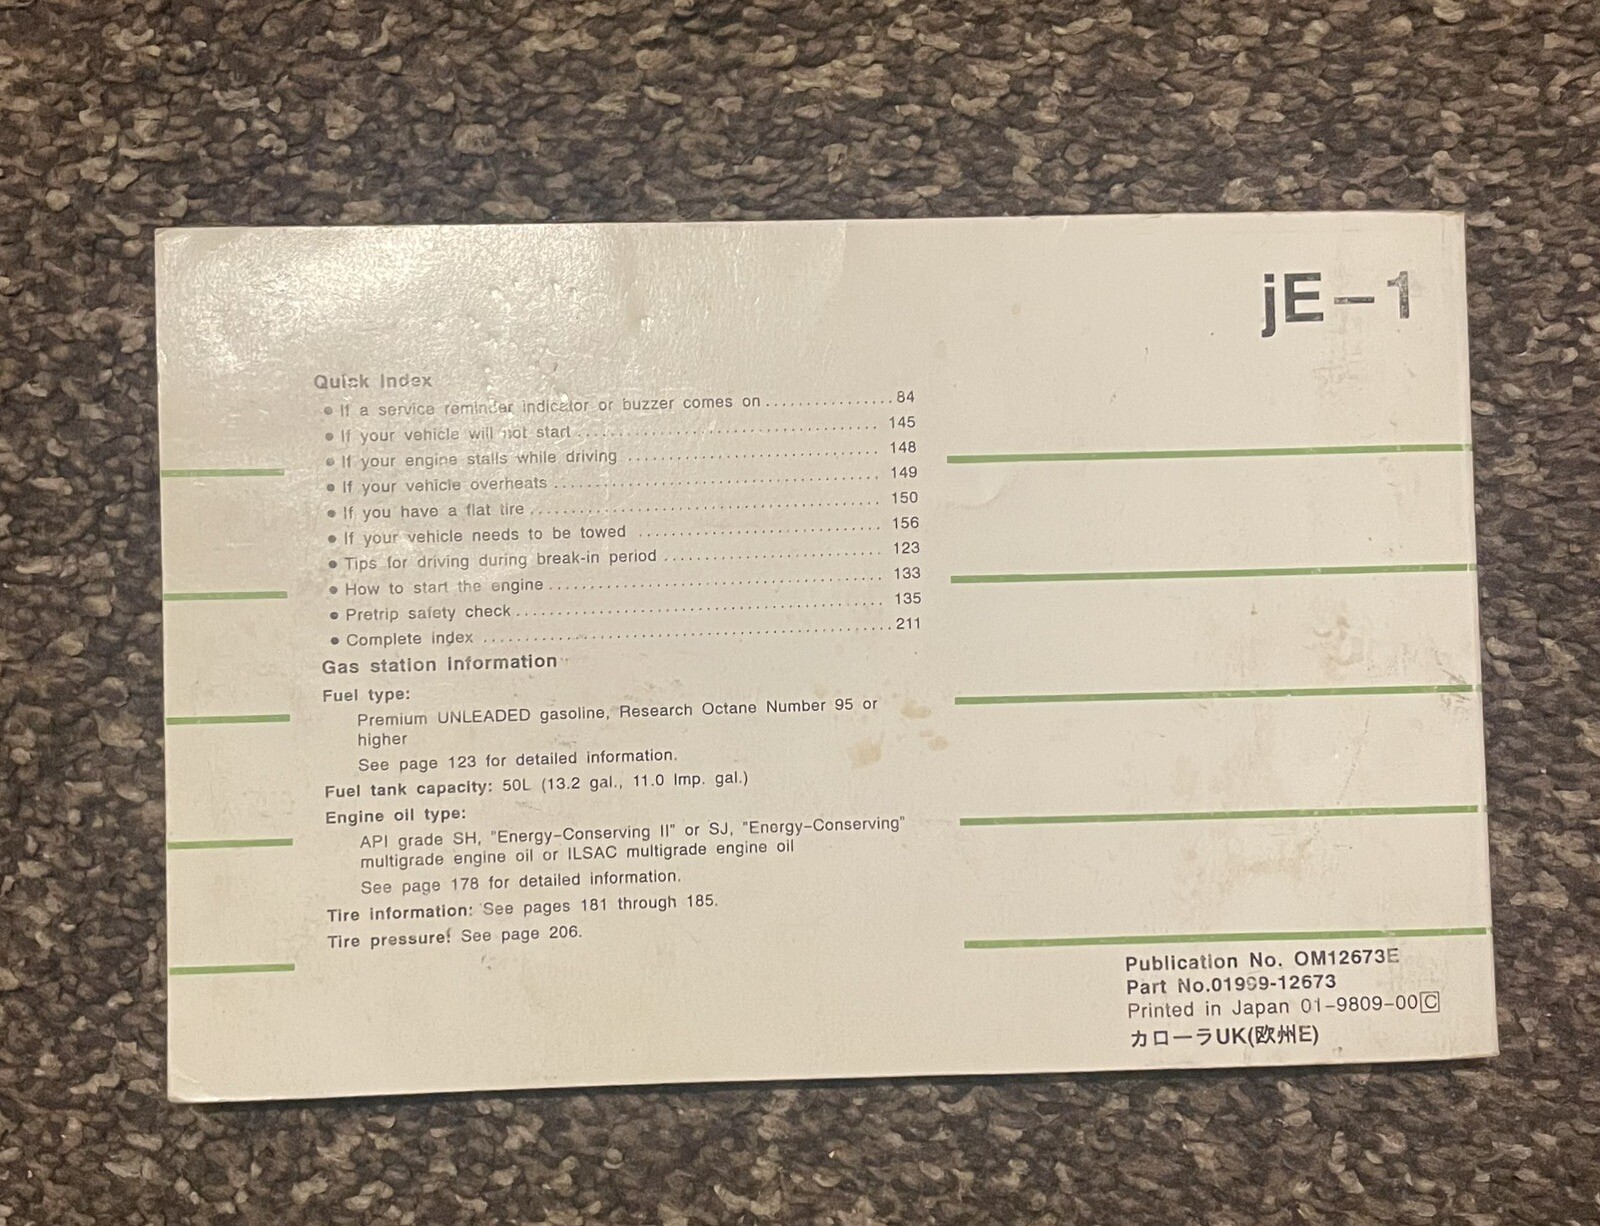 jE-1
Quick Index
● If a service reminder indicator or buzzer comes on ................ 84
● If your vehicle will not start ...................................... 145
● If your engine stalls while driving ................................ 148
● If your vehicle overheats ......................................... 149
● If you have a flat tire ............................................ 150
● If your vehicle needs to be towed ............................... 156
● Tips for driving during break-in period ........................... 123
● How to start the engine .......................................... 133
● Pretrip safety check .............................................. 135
● Complete index .................................................. 211
Gas station Information
Fuel type:
Premium UNLEADED gasoline, Research Octane Number 95 or
higher
See page 123 for detailed information.
Fuel tank capacity: 50L (13.2 gal., 11.0 Imp. gal.)
Engine oil type:
API grade SH, "Energy-Conserving II" or SJ, "Energy-Conserving"
multigrade engine oil or ILSAC multigrade engine oil
See page 178 for detailed information.
Tire information: See pages 181 through 185.
Tire pressure: See page 206.
Publication No. OM12673E
Part No.01999-12673
Printed in Japan 01-9809-00 C
カローラUK(欧州E)